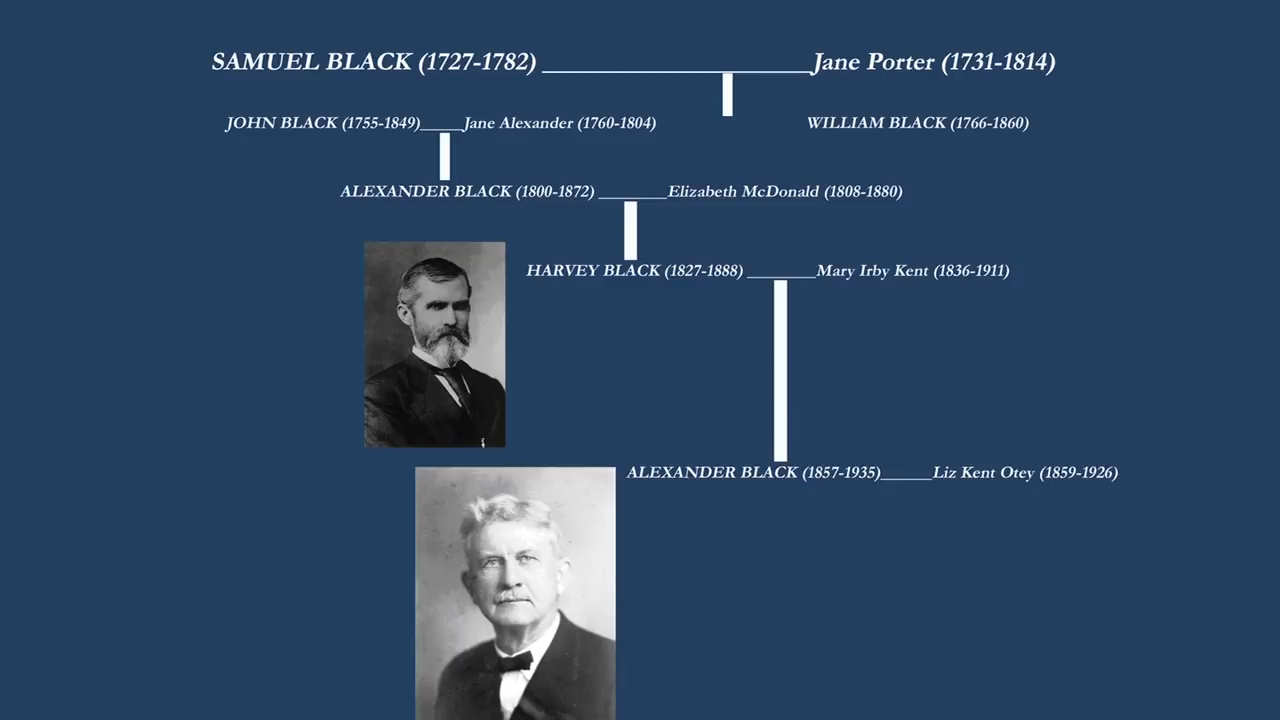 SAMUEL BLACK (1727-1782) ____________________Jane Porter (1731-1814)
JOHN BLACK (1755-1849)_____Jane Alexander (1760-1804) WILLIAM BLACK (1766-1860)
ALEXANDER BLACK (1800-1872) ________Elizabeth McDonald (1808-1880)
HARVEY BLACK (1827-1888) ________Mary Irby Kent (1836-1911)
ALEXANDER BLACK (1857-1935)______Liz Kent Otey (1859-1926)